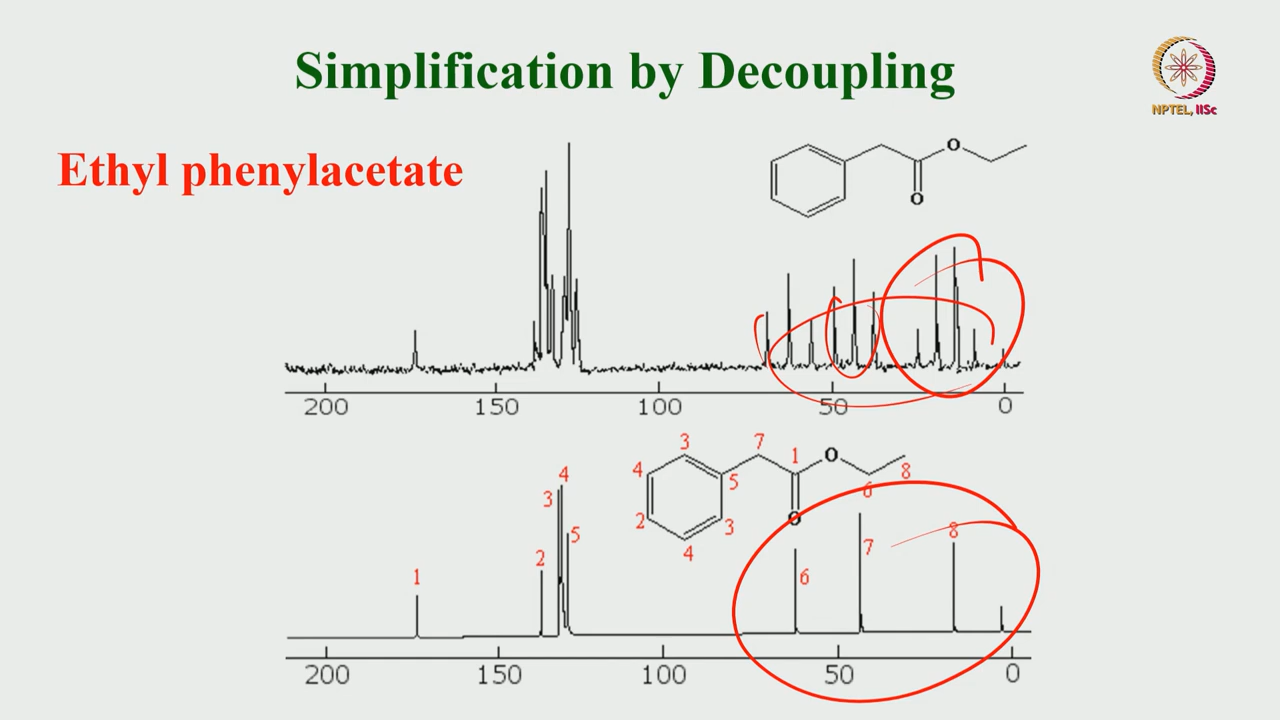 Simplification by Decoupling
NPTEL, IISc
Ethyl phenylacetate
O
O
200 150 100 50 0
3 7 1 O
4 5 6 8
2 3 O
4
1 2 3 4 5 6 7 8
200 150 100 50 0